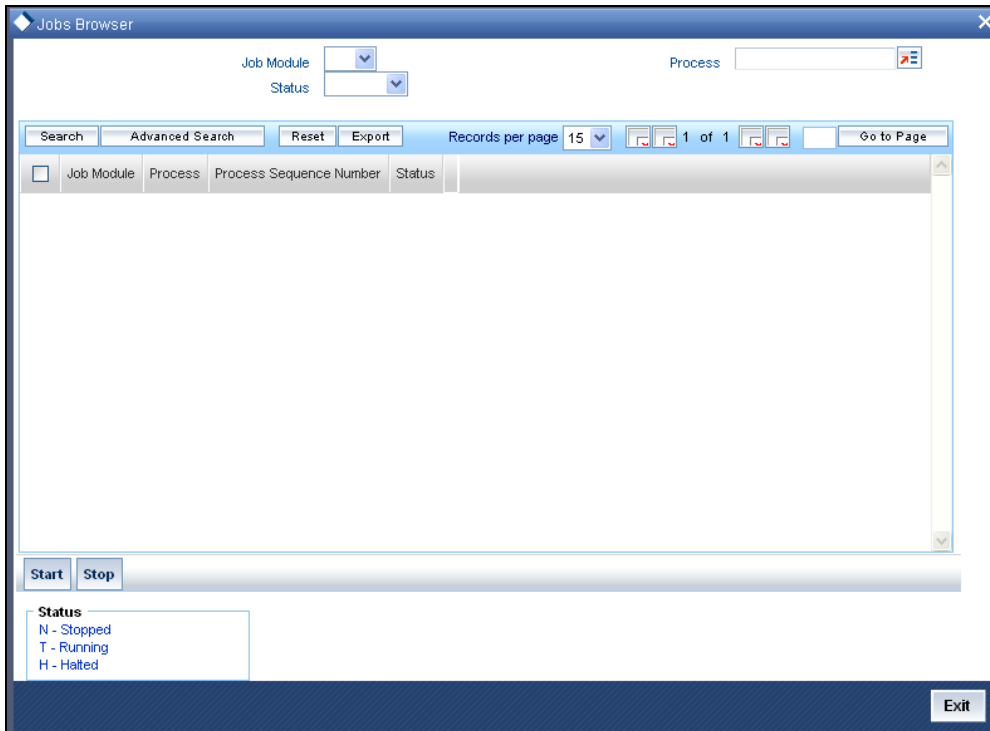 Jobs Browser
Job Module
Process
Status
Search Advanced Search Reset Export Records per page 15 1 of 1 Go to Page
Job Module Process Process Sequence Number Status
Start Stop
Status
N - Stopped
T - Running
H - Halted
Exit